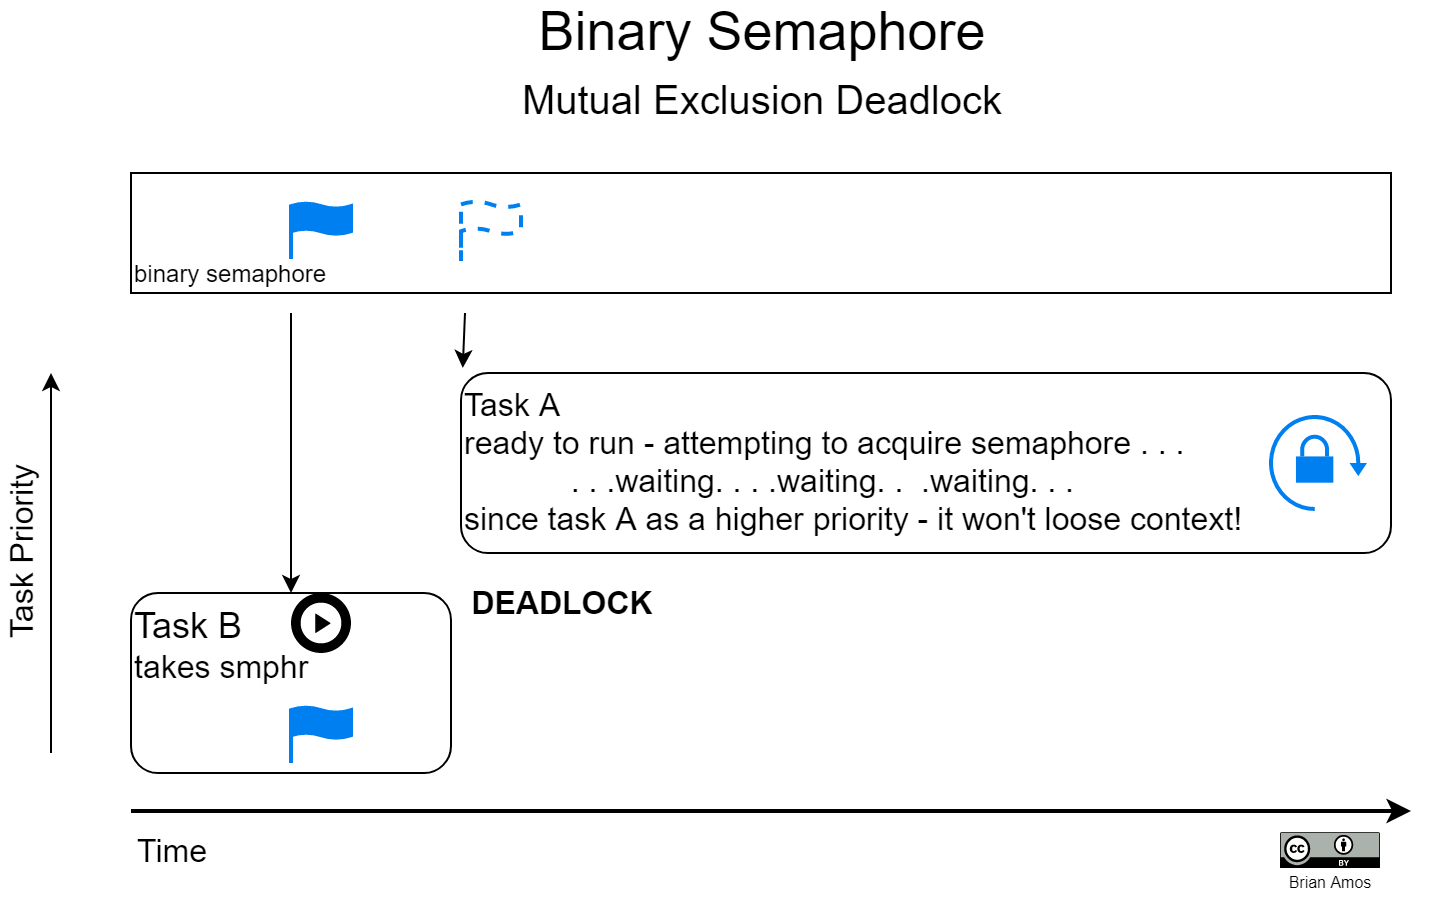 Binary Semaphore
Mutual Exclusion Deadlock
binary semaphore
Task Priority
Task A
ready to run - attempting to acquire semaphore . . .
. . .waiting. . . .waiting. .  .waiting. . .
since task A as a higher priority - it won't loose context!
DEADLOCK
Task B
takes smphr
Time
cc
BY
Brian Amos